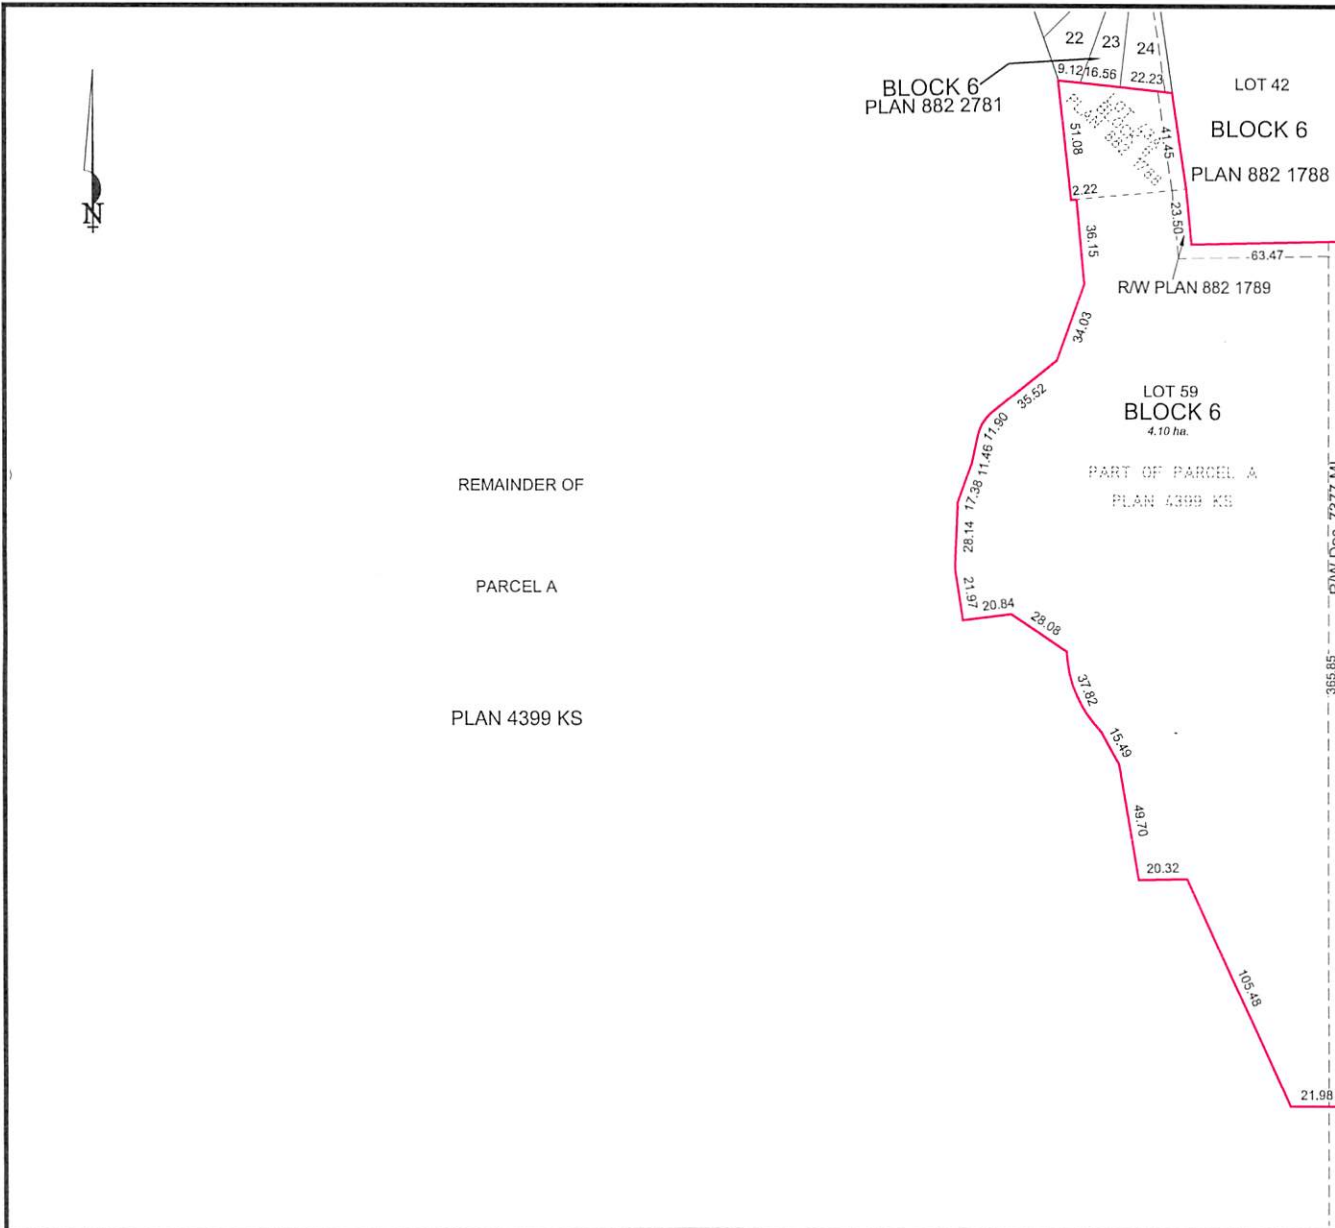 22
23
24
9.12
16.56
22.23
LOT 42
BLOCK 6
PLAN 882 2781
BLOCK 6
PLAN 882 1788
51.08
41.45
PLAN 882 1788
2.22
23.50
36.15
63.47
R/W PLAN 882 1789
N
34.03
35.52
LOT 59
BLOCK 6
4.10 ha.
11.90
11.46
PART OF PARCEL A
PLAN 4399 KS
REMAINDER OF
17.38
28.14
PARCEL A
21.97
20.84
28.08
365.85
37.82
PLAN 4399 KS
15.49
49.70
20.32
105.48
21.98